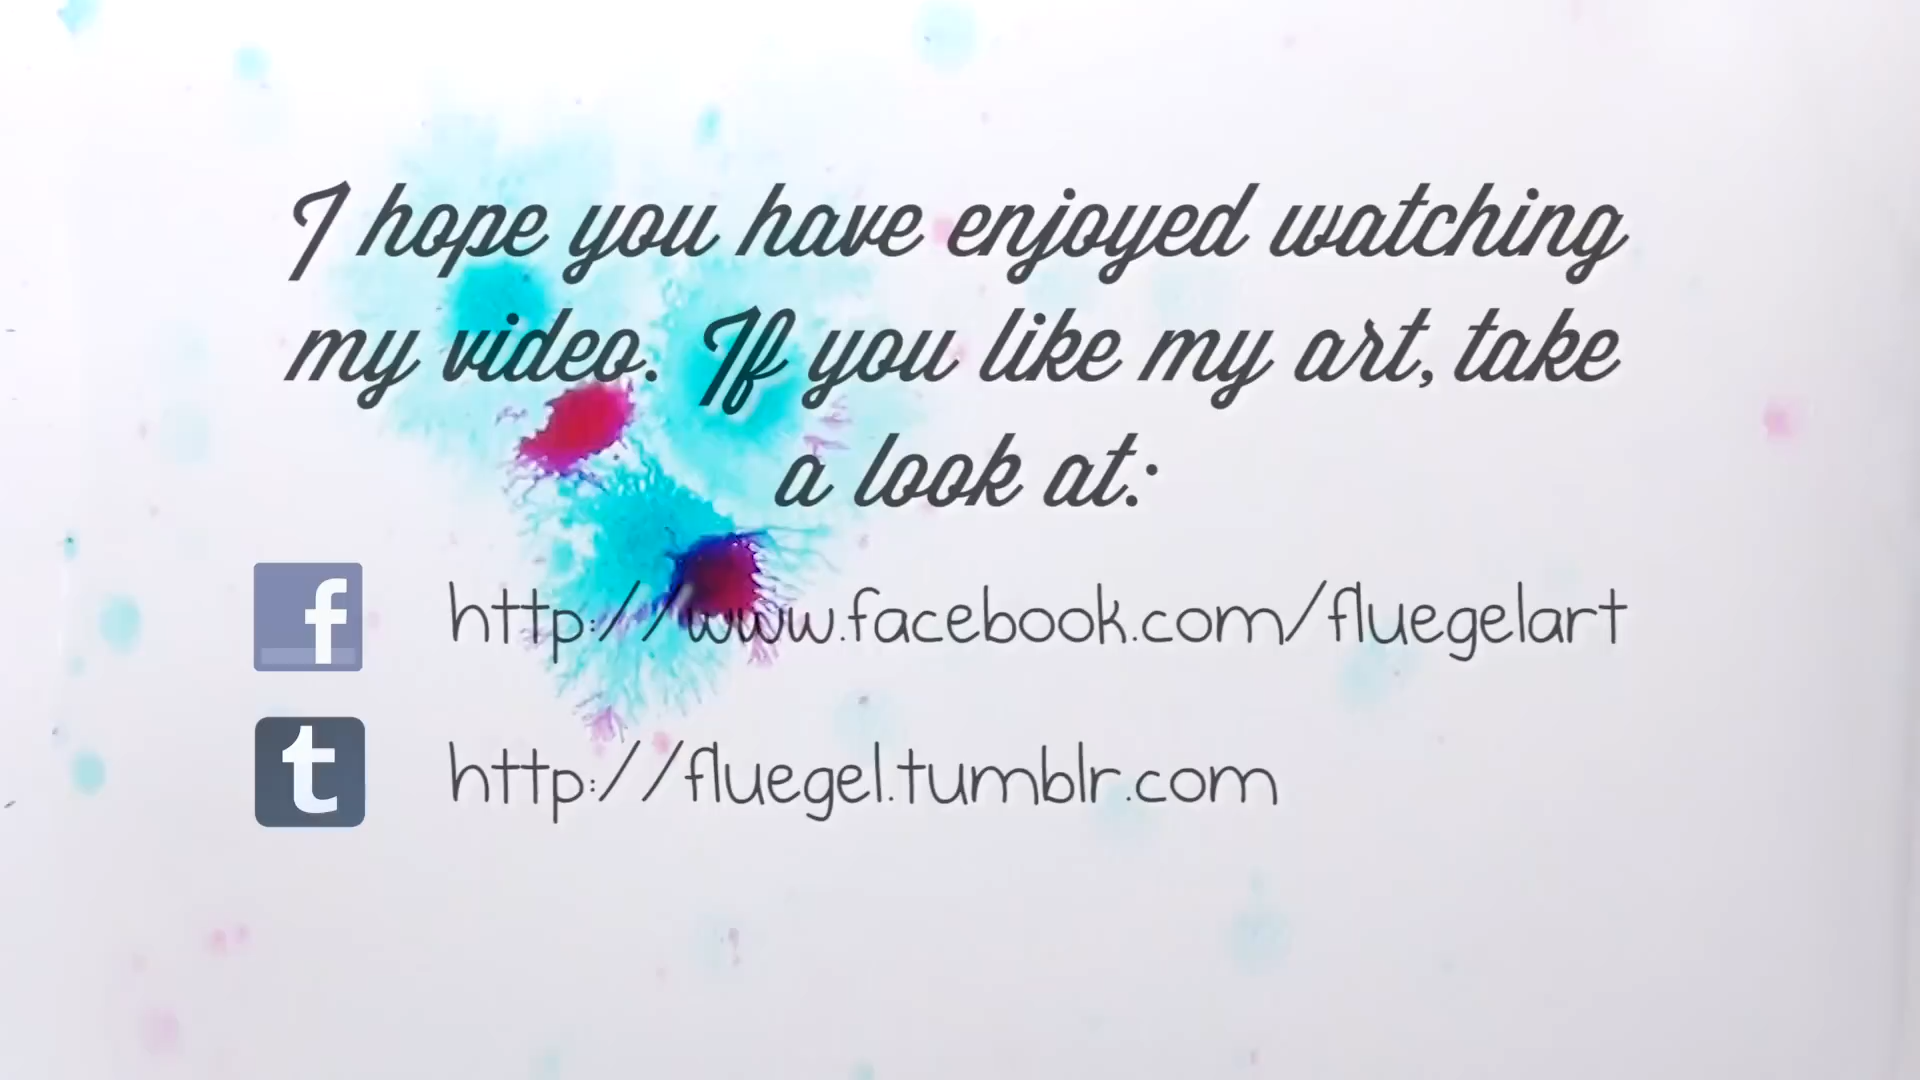 I hope you have enjoyed watching
my video. If you like my art, take
a look at:
f http://www.facebook.com/fluegelart
t http://fluegel.tumblr.com